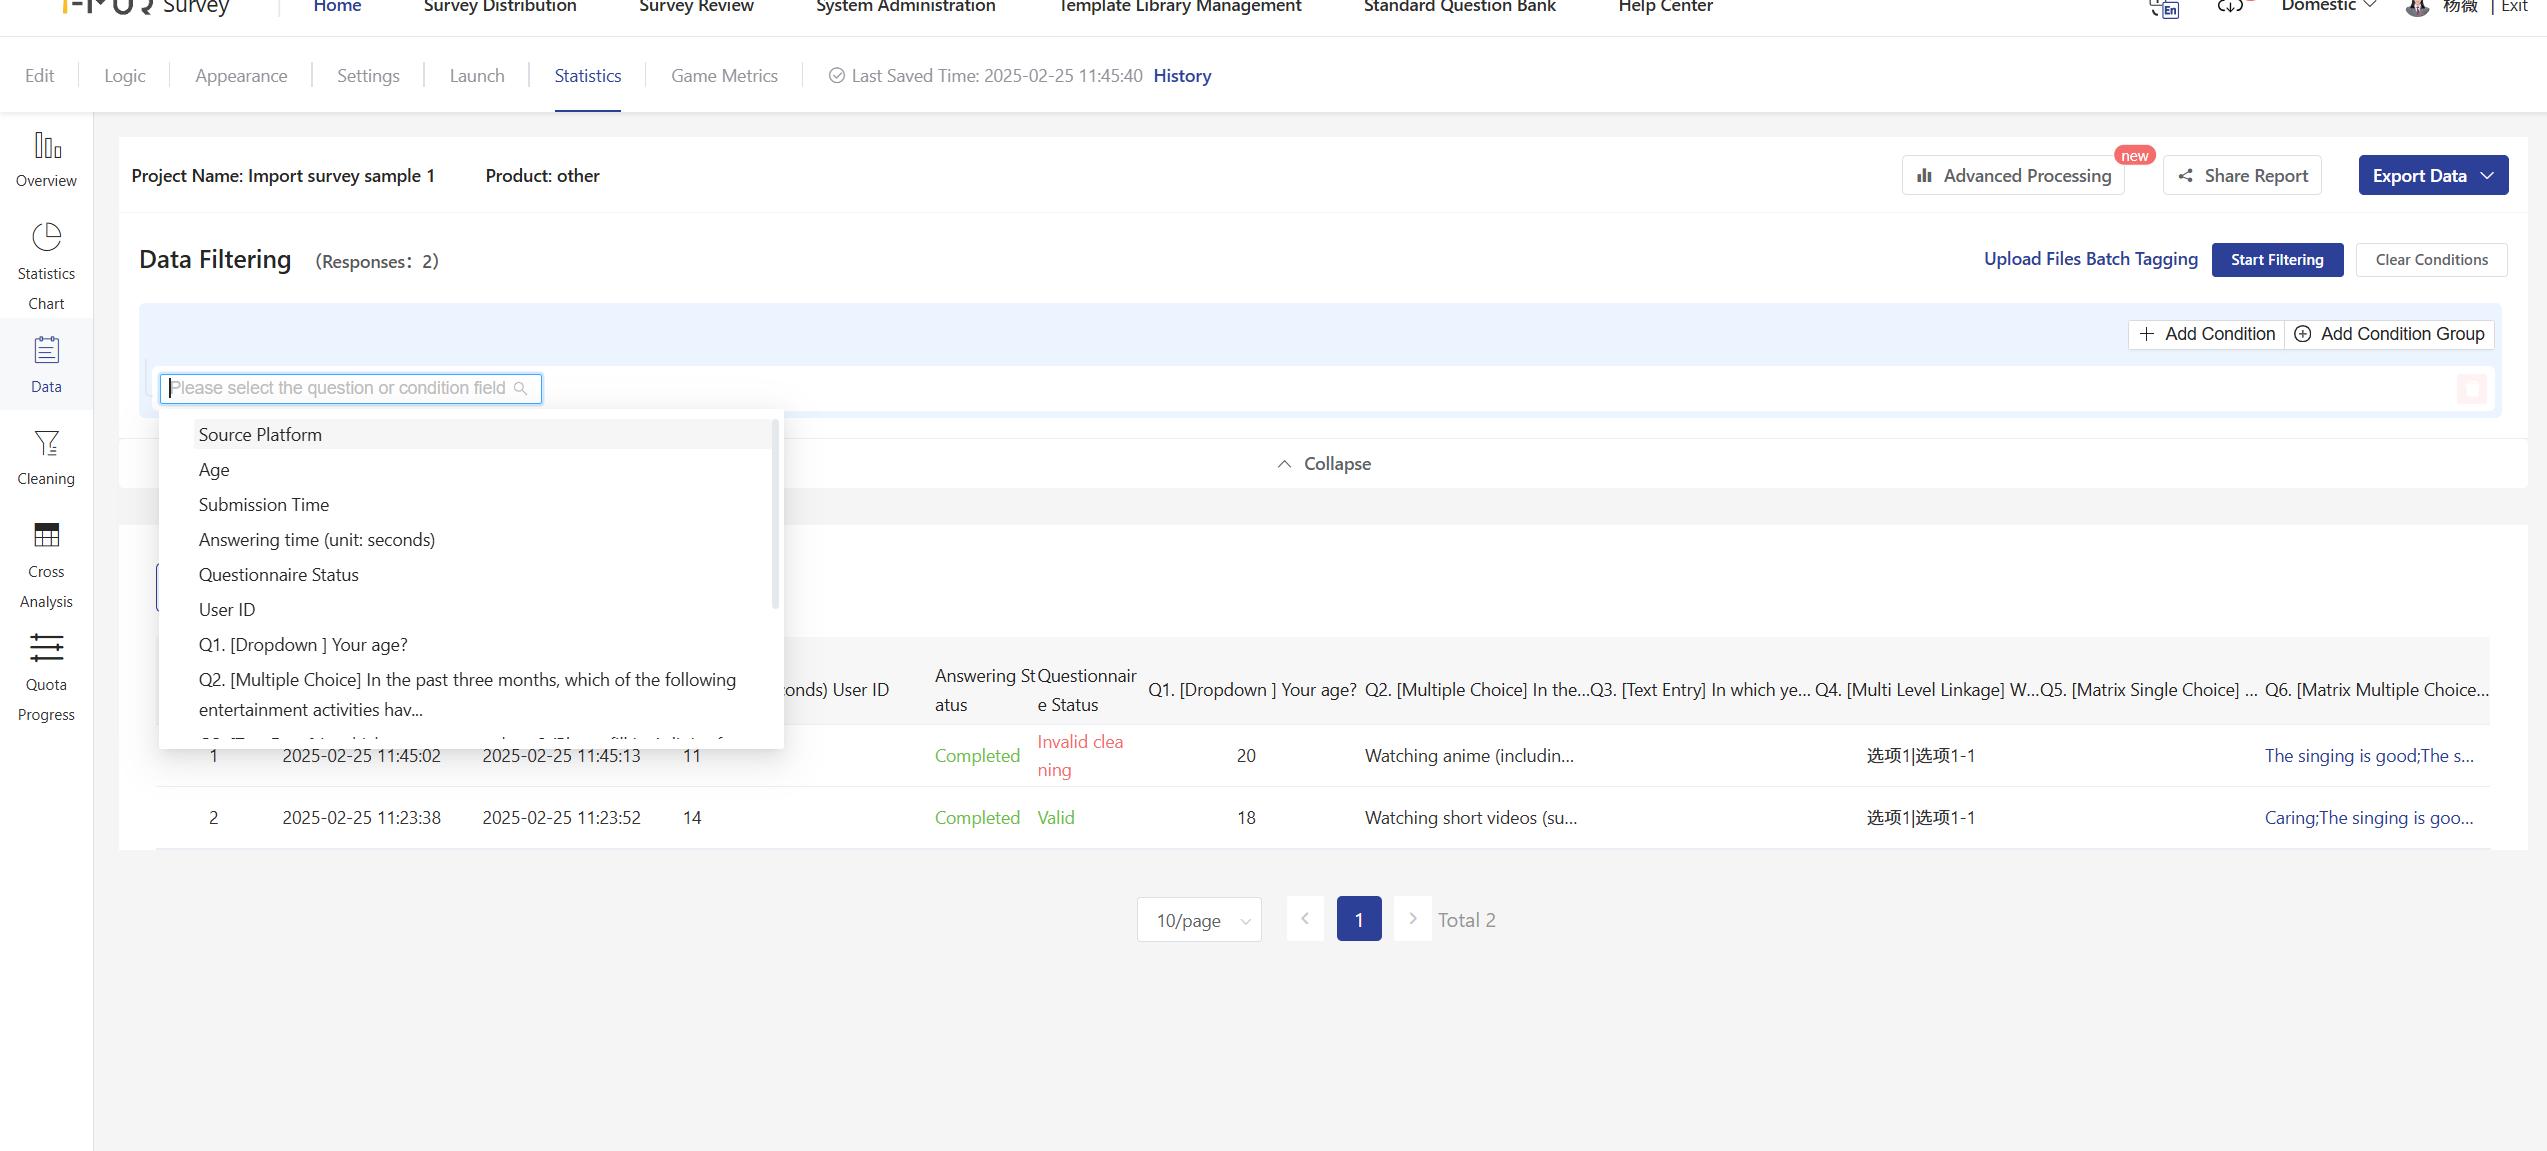 Survey
Home
Survey Distribution
Survey Review
System Administration
Template Library Management
Standard Question Bank
Help Center
En
Domestic
杨薇 | Exit
Edit
Logic
Appearance
Settings
Launch
Statistics
Game Metrics
Last Saved Time: 2025-02-25 11:45:40 History
Overview
Statistics
Chart
Data
Cleaning
Cross
Analysis
Quota
Progress
Project Name: Import survey sample 1
Product: other
Advanced Processing
new
Share Report
Export Data
Data Filtering
(Responses：2)
Upload Files Batch Tagging
Start Filtering
Clear Conditions
Add Condition
Add Condition Group
Please select the question or condition field
Source Platform
Age
Submission Time
Answering time (unit: seconds)
Questionnaire Status
User ID
Q1. [Dropdown ] Your age?
Q2. [Multiple Choice] In the past three months, which of the following
entertainment activities hav...
Collapse
onds) User ID
Answering St
atus
Questionnair
e Status
Q1. [Dropdown ] Your age?
Q2. [Multiple Choice] In the...
Q3. [Text Entry] In which ye...
Q4. [Multi Level Linkage] W...
Q5. [Matrix Single Choice] ...
Q6. [Matrix Multiple Choice...
1
2025-02-25 11:45:02
2025-02-25 11:45:13
11
Completed
Invalid clea
ning
20
Watching anime (includin...
选项1|选项1-1
The singing is good;The s...
2
2025-02-25 11:23:38
2025-02-25 11:23:52
14
Completed
Valid
18
Watching short videos (su...
选项1|选项1-1
Caring;The singing is goo...
10/page
1
Total 2